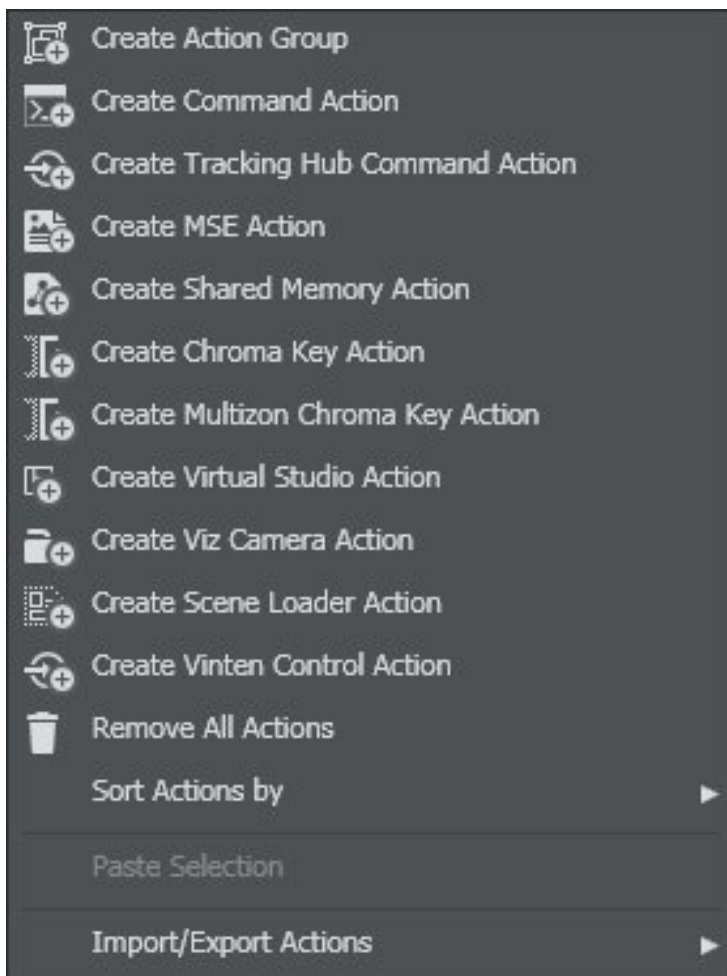 Create Action Group
Create Command Action
Create Tracking Hub Command Action
Create MSE Action
Create Shared Memory Action
Create Chroma Key Action
Create Multizon Chroma Key Action
Create Virtual Studio Action
Create Viz Camera Action
Create Scene Loader Action
Create Vinten Control Action
Remove All Actions
Sort Actions by
Paste Selection
Import/Export Actions